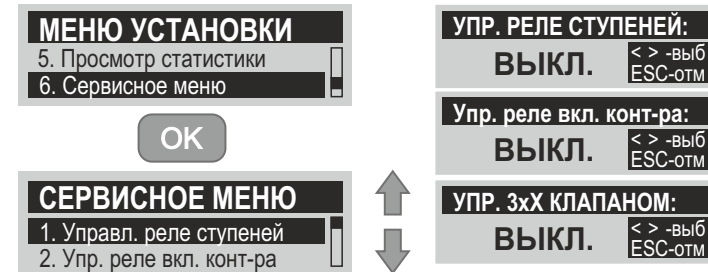 МЕНЮ УСТАНОВКИ
5. Просмотр статистики
6. Сервисное меню
OK
СЕРВИСНОЕ МЕНЮ
1. Управл. реле ступеней
2. Упр. реле вкл. конт-ра
УПР. РЕЛЕ СТУПЕНЕЙ:
ВЫКЛ.
< > -выб
ESC-отм
Упр. реле вкл. конт-ра:
ВЫКЛ.
< > -выб
ESC-отм
УПР. 3хХ КЛАПАНОМ:
ВЫКЛ.
< > -выб
ESC-отм